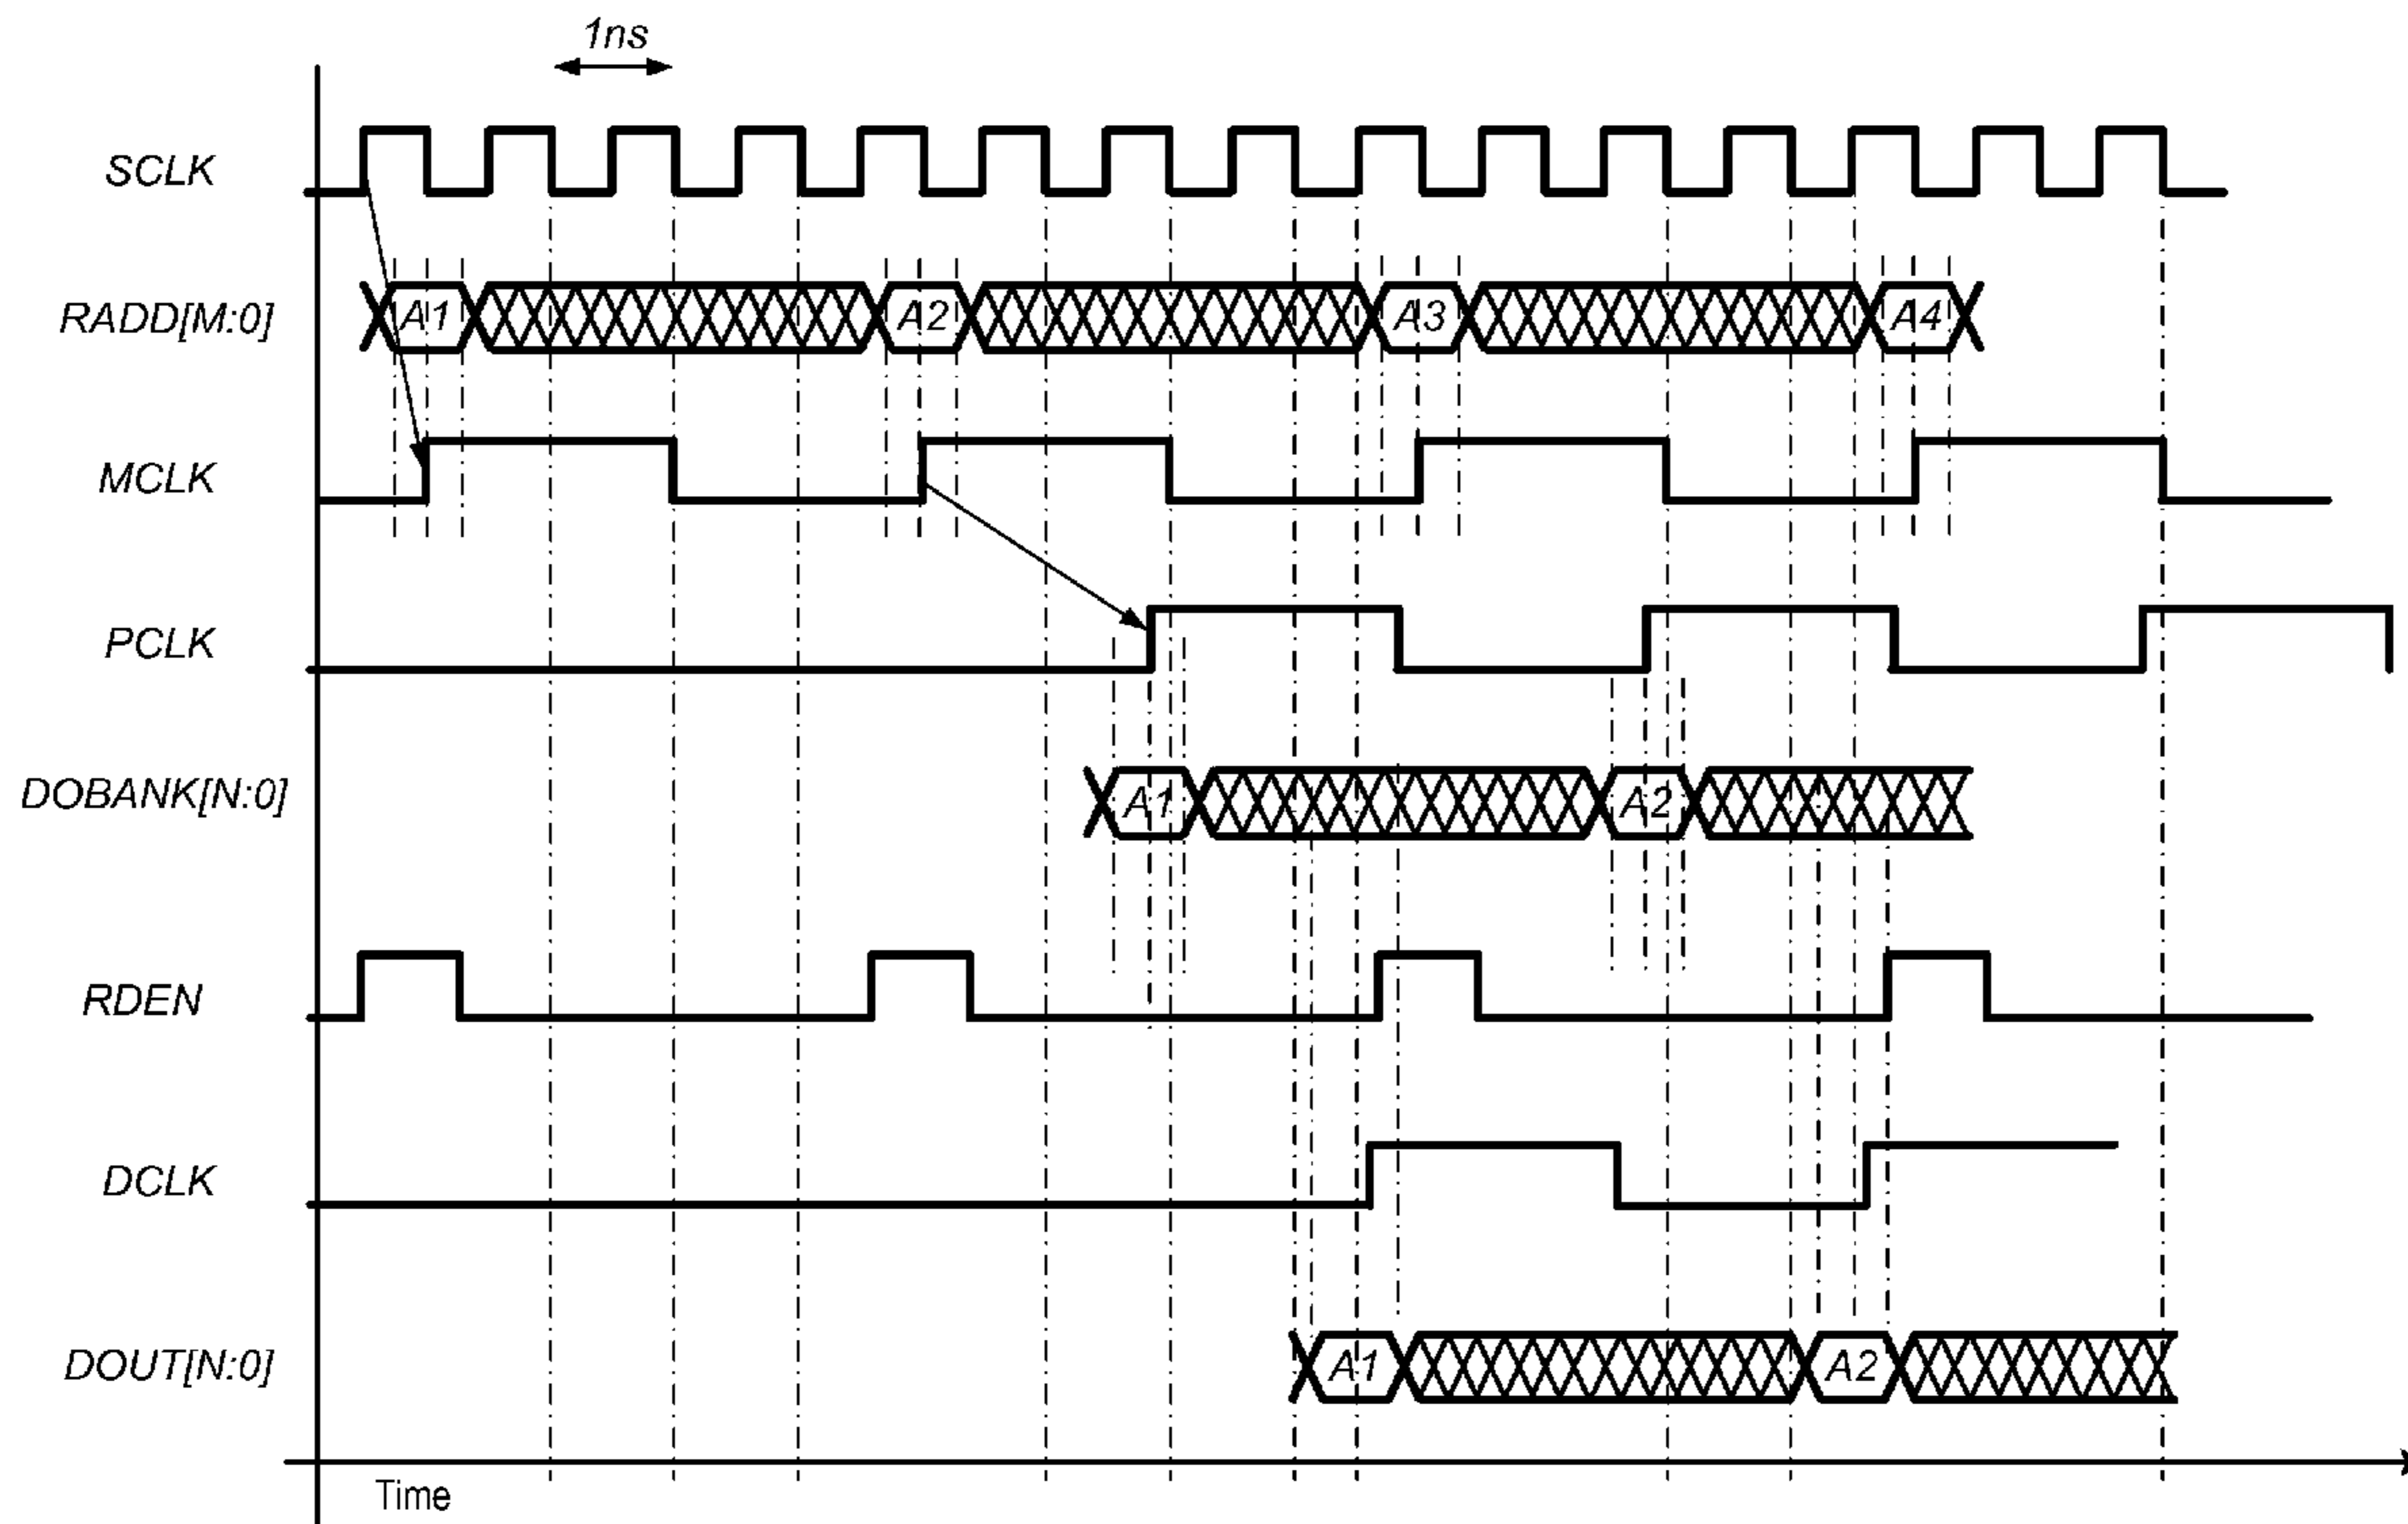 1ns
SCLK
RADD[M:0] A1 A2 A3 A4
MCLK
PCLK
DOBANK[N:0] A1 A2
RDEN
DCLK
DOUT[N:0] A1 A2
Time